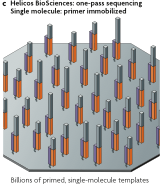 c Helicos BioSciences: one-pass sequencing
Single molecule: primer immobilized
Billions of primed, single-molecule templates